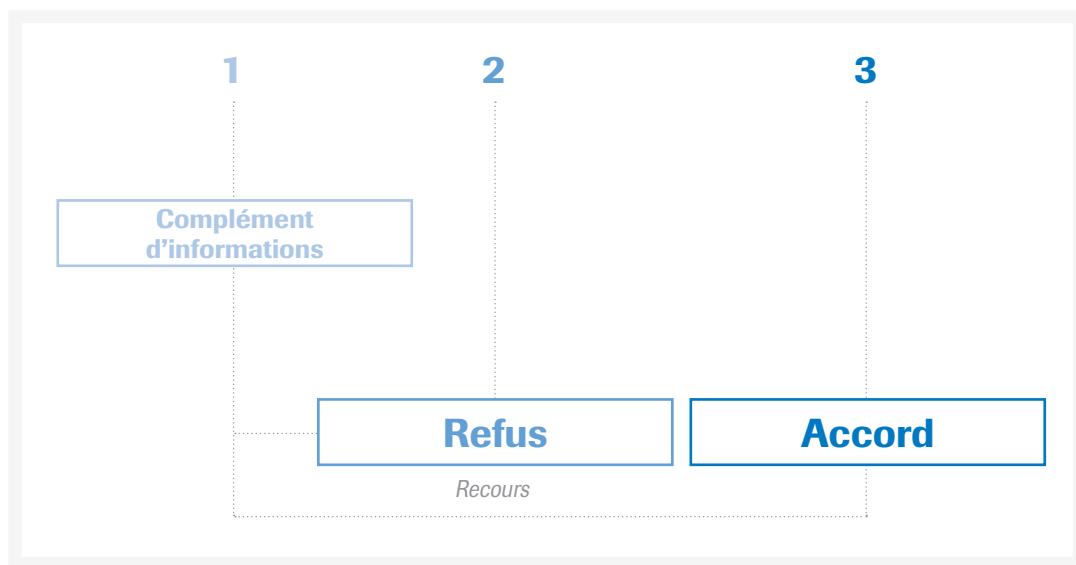 1
2
3
Complément
d'informations
Refus
Accord
Recours